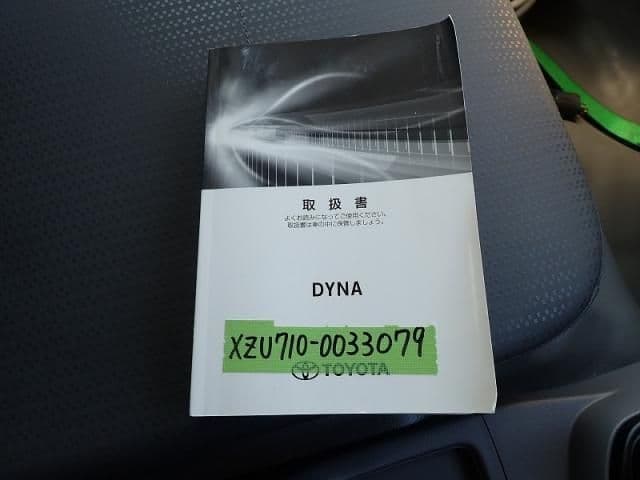 取扱書
よくお読みになってご使用ください。
取扱書は車の中に保管しましょう。
DYNA
XZU710-0033079
TOYOTA